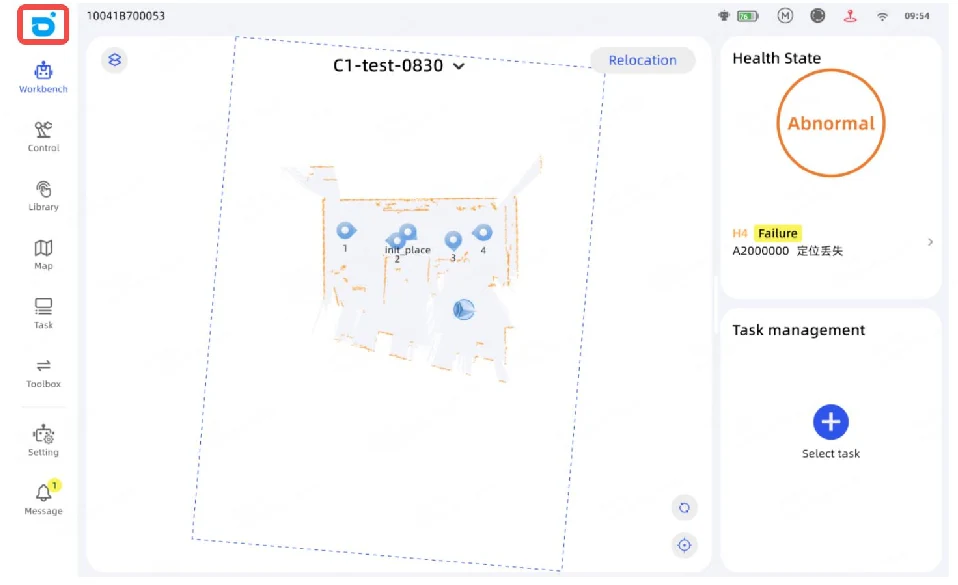 10041B700053
76
M
09:54
Workbench
Control
Library
Map
Task
Toolbox
Setting
1
Message
C1-test-0830
Relocation
1
init_place
2
3
4
Health State
Abnormal
H4 Failure
A2000000 定位丢失
Task management
Select task